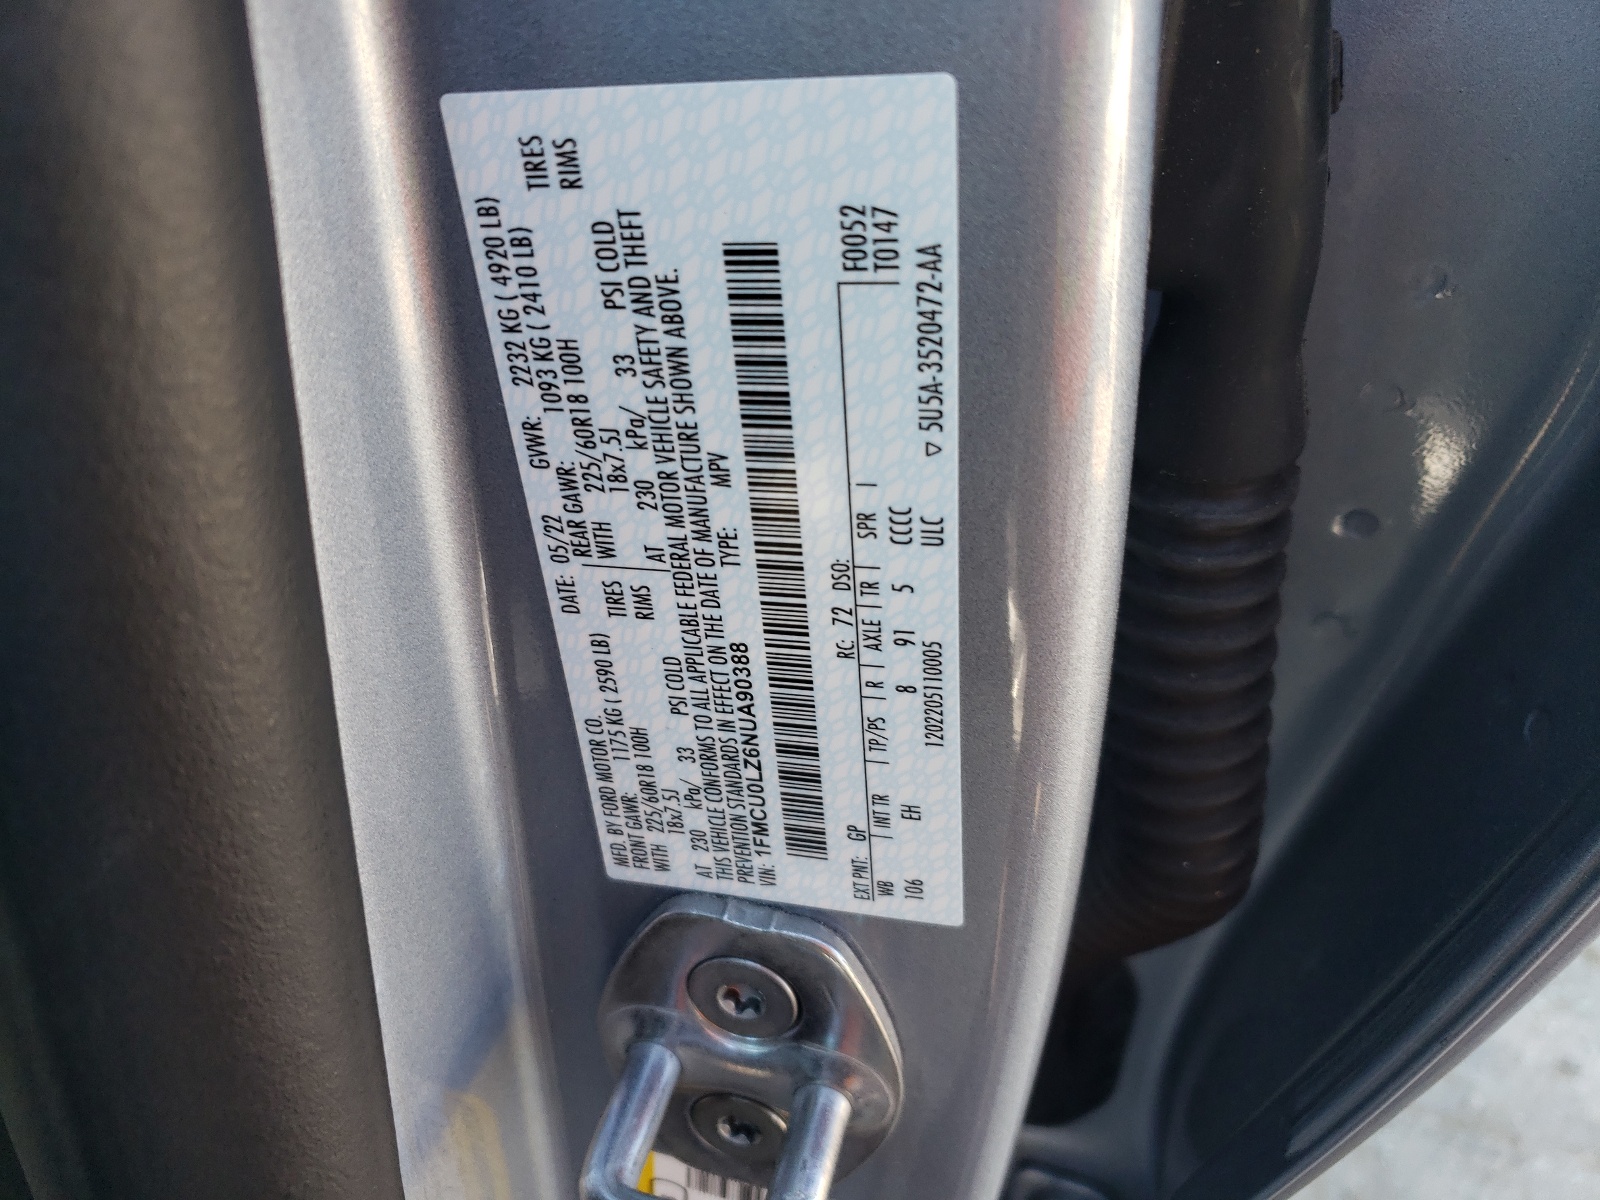 MFD. BY FORD MOTOR CO.
DATE: 05/22 GVWR: 2232 KG ( 4920 LB)
FRONT GAWR: 1175 KG ( 2590 LB) REAR GAWR: 1093 KG ( 2410 LB)
WITH 225/60R18 100H TIRES WITH 225/60R18 100H TIRES
18x7.5J RIMS 18x7.5J RIMS
AT 230 kPa/ 33 PSI COLD AT 230 kPa/ 33 PSI COLD
THIS VEHICLE CONFORMS TO ALL APPLICABLE FEDERAL MOTOR VEHICLE SAFETY AND THEFT
PREVENTION STANDARDS IN EFFECT ON THE DATE OF MANUFACTURE SHOWN ABOVE.
VIN: 1FMCU0LZ6NUA90388 TYPE: MPV
EXT PNT: GP RC: 72 DSO: F0052
WB INT TR TP/PS R AXLE TR SPR T0147
106 EH 8 91 5 CCCC
1202205110005 ULC ▽ 5U5A-35204472-AA